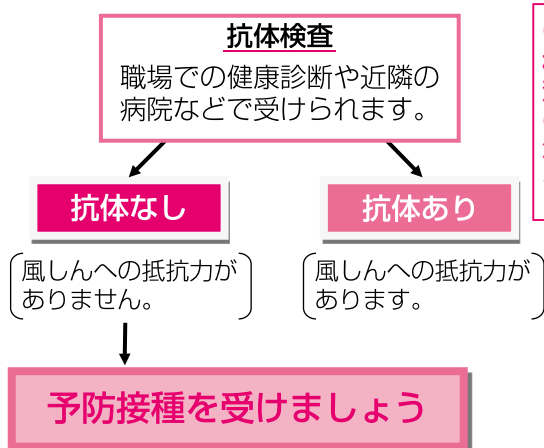 抗体検査
職場での健康診断や近隣の
病院などで受けられます。
抗体なし
抗体あり
風しんへの抵抗力が
ありません。
風しんへの抵抗力が
あります。
予防接種を受けましょう